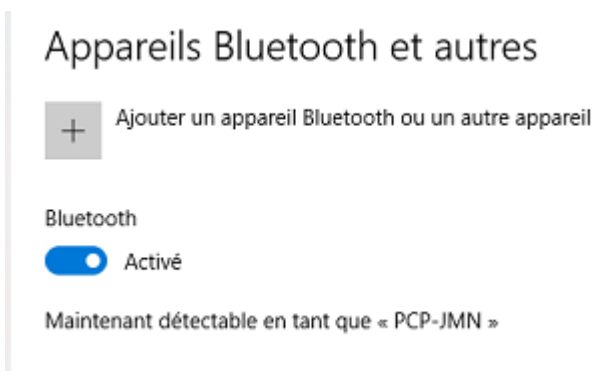 Appareils Bluetooth et autres
Ajouter un appareil Bluetooth ou un autre appareil
Bluetooth
Activé
Maintenant détectable en tant que « PCP-JMN »